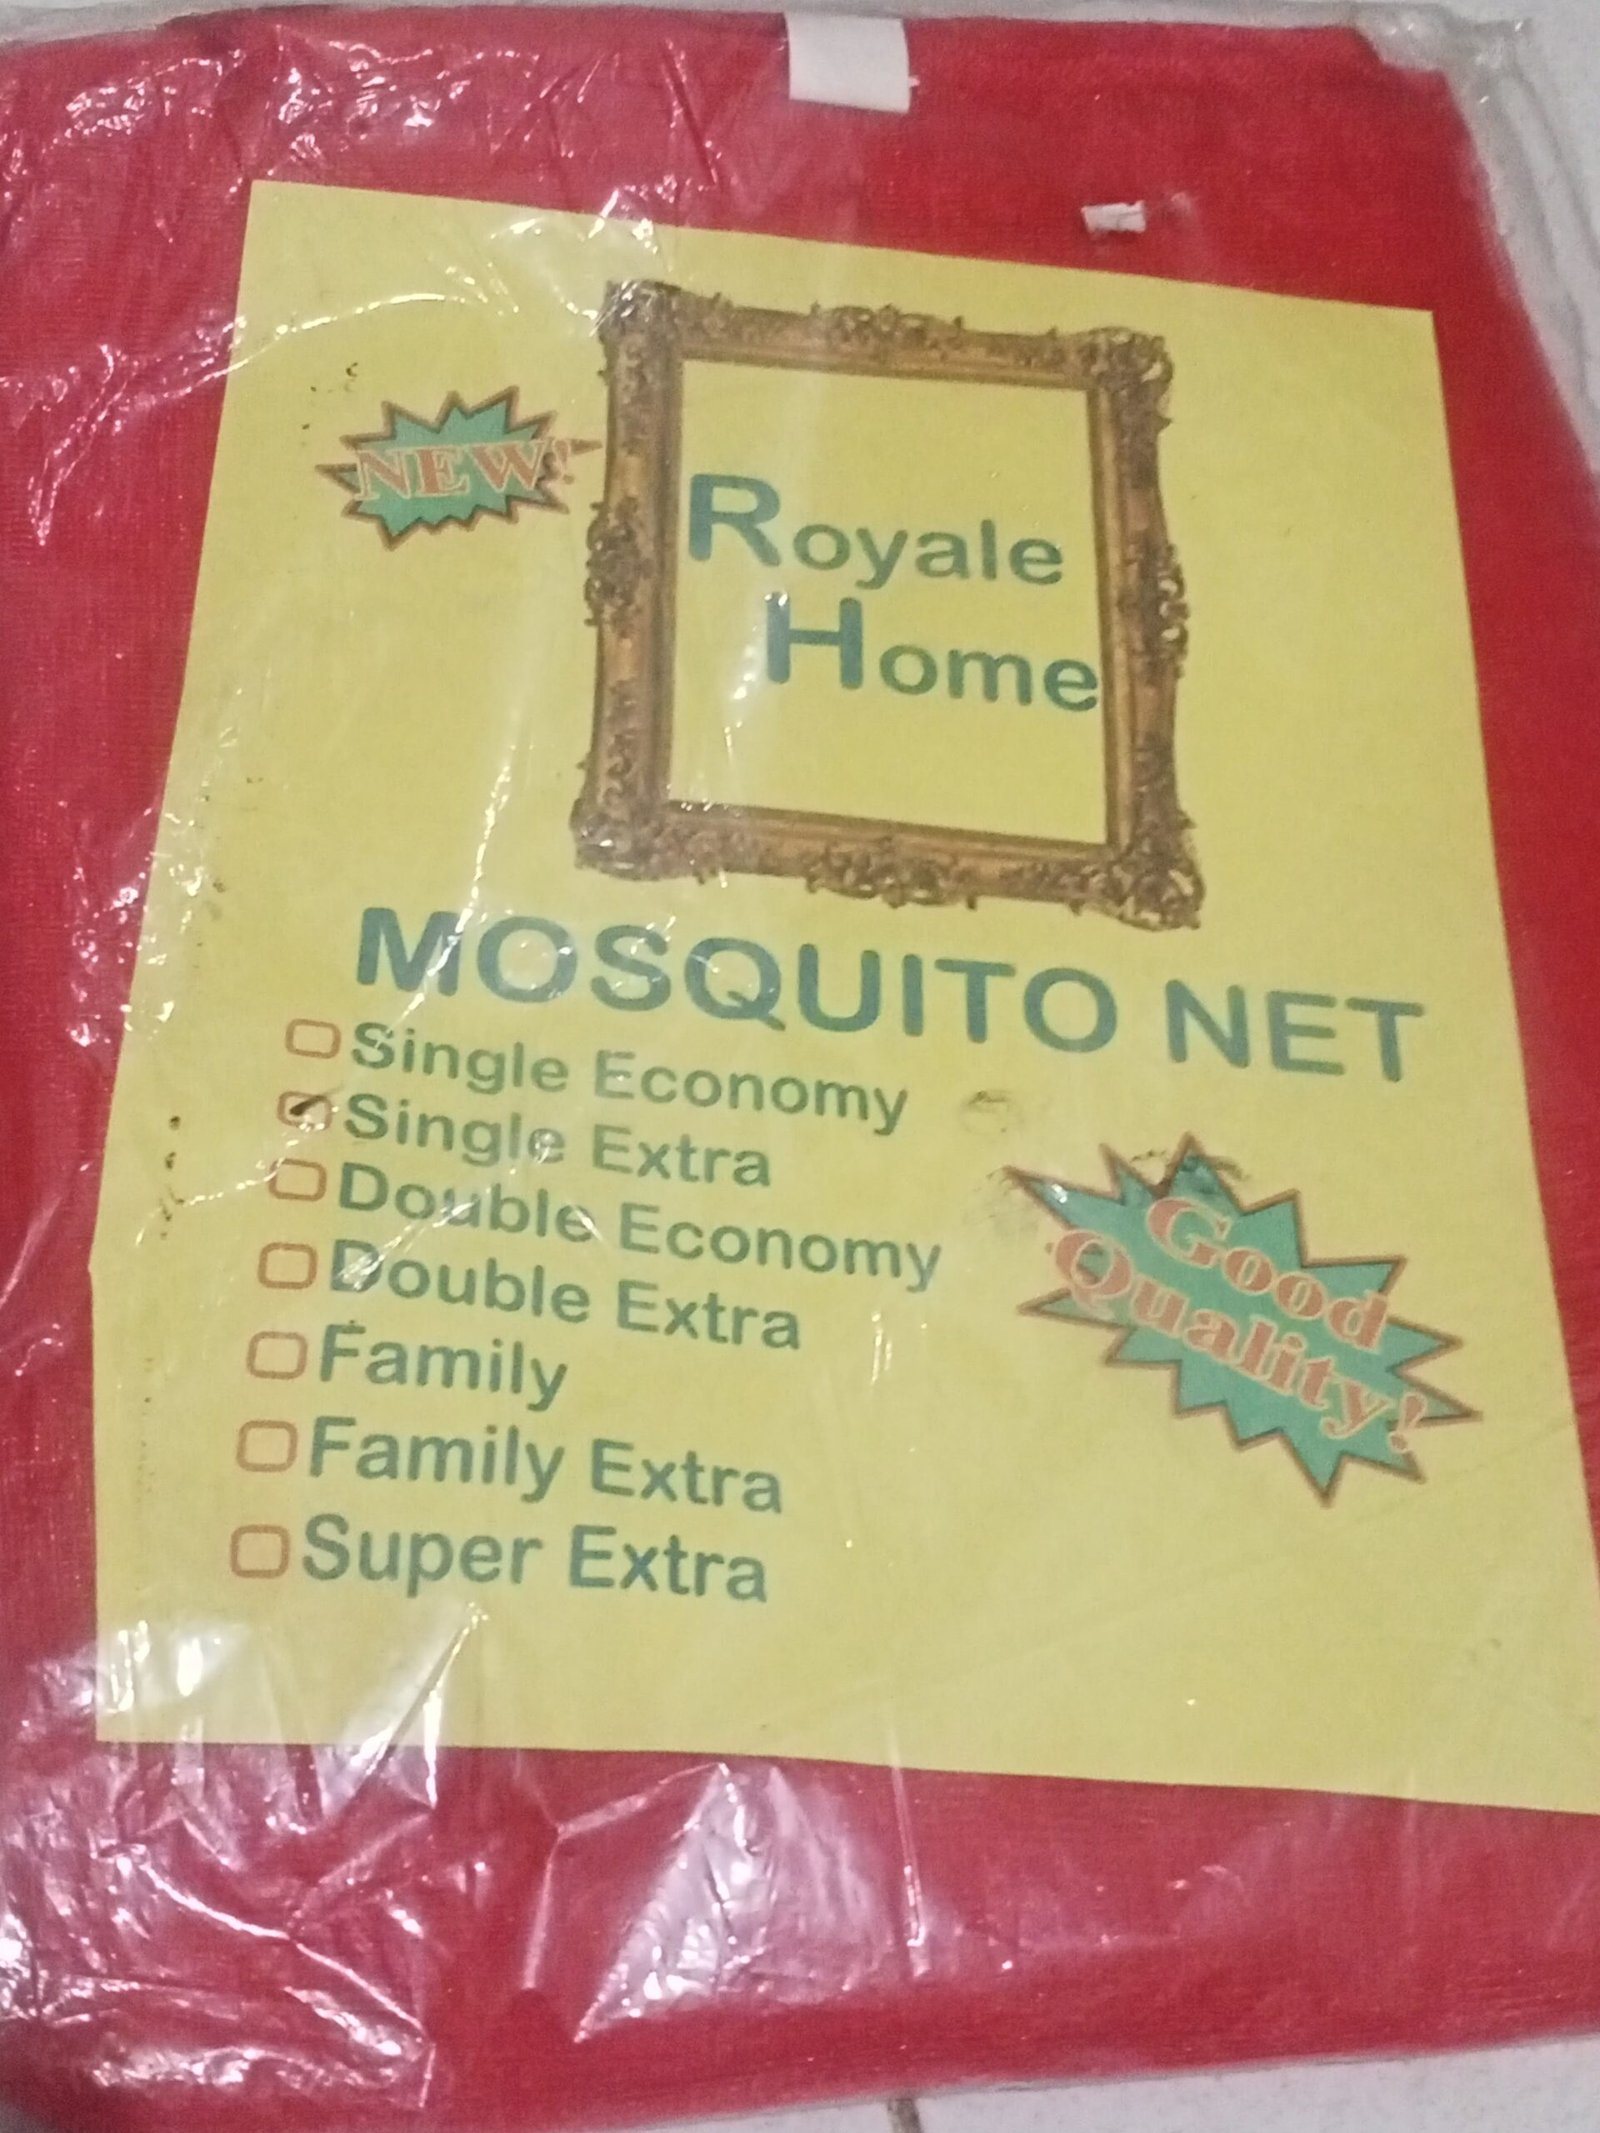 NEW!
Royale
Home
MOSQUITO NET
Single Economy
Single Extra
Double Economy
Double Extra
Family
Family Extra
Super Extra
Good
Quality!